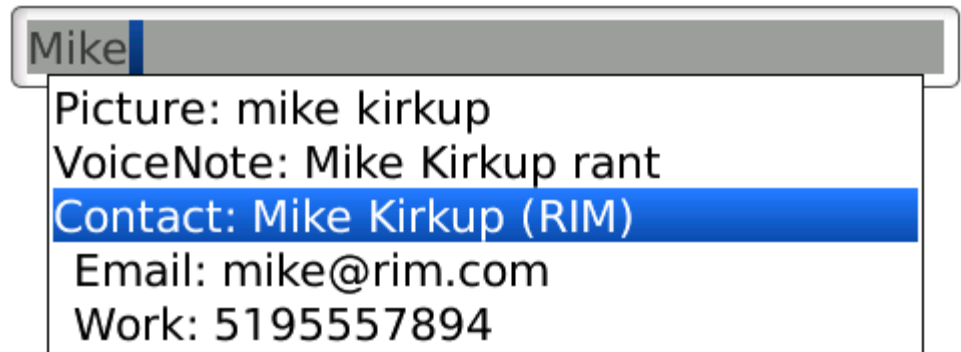 Mike
Picture: mike kirkup
VoiceNote: Mike Kirkup rant
Contact: Mike Kirkup (RIM)
Email: mike@rim.com
Work: 5195557894